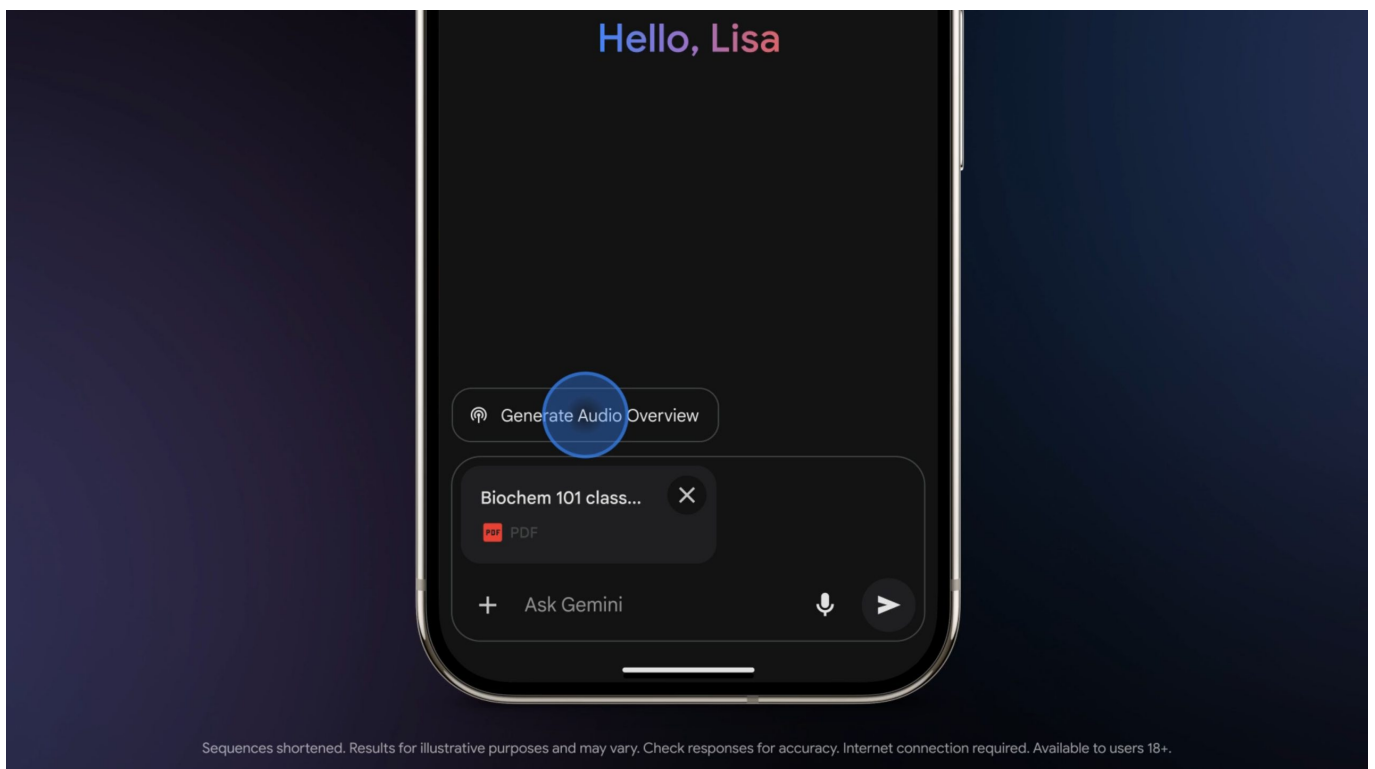 Hello, Lisa
Generate Audio Overview
Biochem 101 class...
PDF PDF
Ask Gemini
Sequences shortened. Results for illustrative purposes and may vary. Check responses for accuracy. Internet connection required. Available to users 18+.